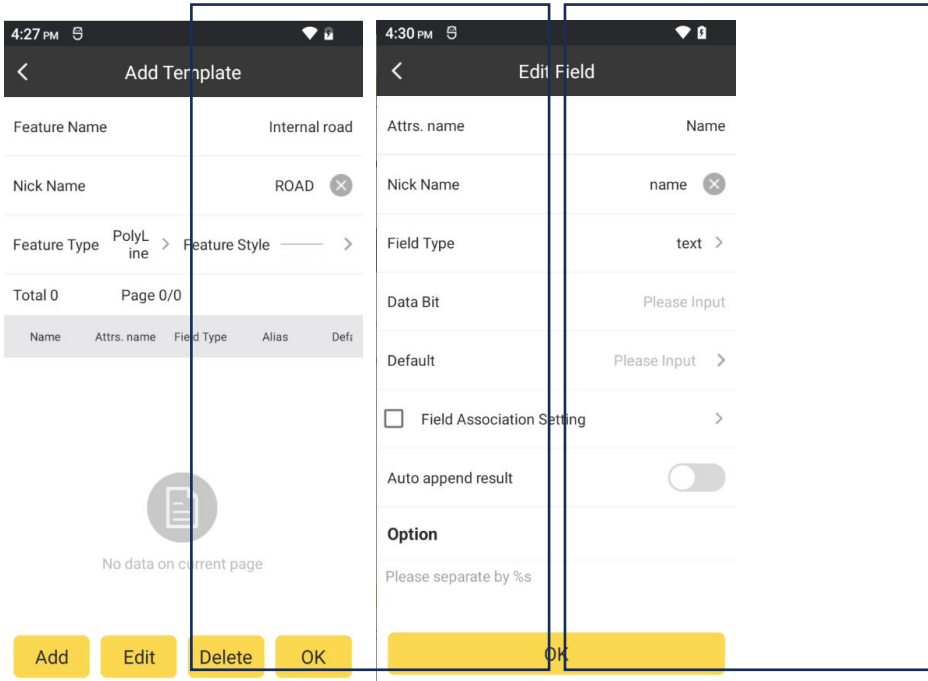 4:27 PM
Add Template
Feature Name Internal road
Nick Name ROAD
Feature Type PolyL
ine Feature Style
Total 0 Page 0/0
Name Attrs. name Field Type Alias Defa
No data on current page
Add Edit Delete OK
4:30 PM
Edit Field
Attrs. name Name
Nick Name name
Field Type text
Data Bit Please Input
Default Please Input
Field Association Setting
Auto append result
Option
Please separate by %s
OK